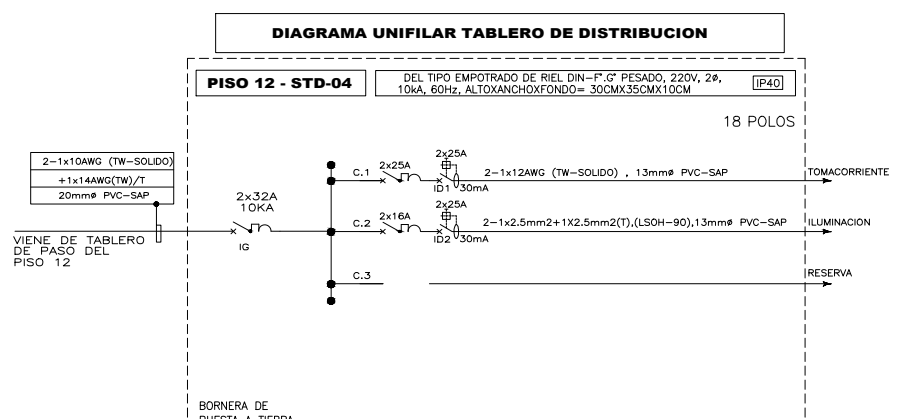 DIAGRAMA UNIFILAR TABLERO DE DISTRIBUCION
PISO 12 - STD-04
DEL TIPO EMPOTRADO DE RIEL DIN-F°.G° PESADO, 220V, 2ø,
10kA, 60Hz, ALTOXANCHOXFONDO= 30CMX35CMX10CM
IP40
18 POLOS
2-1x10AWG (TW-SOLIDO)
+1x14AWG(TW)/T
20mmø PVC-SAP
VIENE DE TABLERO
DE PASO DEL
PISO 12
2x32A
10KA
IG
C.1
2x25A
2x25A
ID1
30mA
2-1x12AWG (TW-SOLIDO) , 13mmø PVC-SAP
TOMACORRIENTE
C.2
2x16A
2x25A
ID2
30mA
2-1x2.5mm2+1X2.5mm2(T),(LSOH-90),13mmø PVC-SAP
ILUMINACION
C.3
RESERVA
BORNERA DE
PUESTA A TIERRA